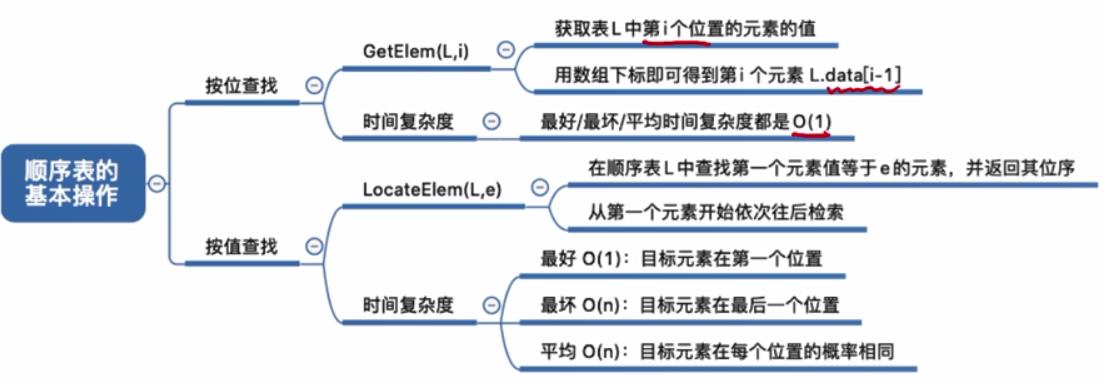 顺序表的
基本操作
按位查找
GetElem(L,i)
获取表L中第i个位置的元素的值
用数组下标即可得到第i个元素 L.data[i-1]
时间复杂度
最好/最坏/平均时间复杂度都是O(1)
按值查找
LocateElem(L,e)
在顺序表L中查找第一个元素值等于e的元素，并返回其位序
从第一个元素开始依次往后检索
时间复杂度
最好 O(1)：目标元素在第一个位置
最坏 O(n)：目标元素在最后一个位置
平均 O(n)：目标元素在每个位置的概率相同